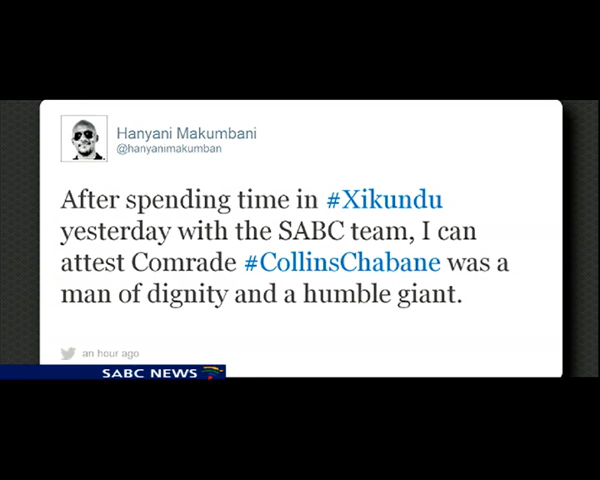 Hanyani Makumbani
@hanyanimakumban
After spending time in #Xikundu
yesterday with the SABC team, I can
attest Comrade #CollinsChabane was a
man of dignity and a humble giant.
an hour ago
SABC NEWS